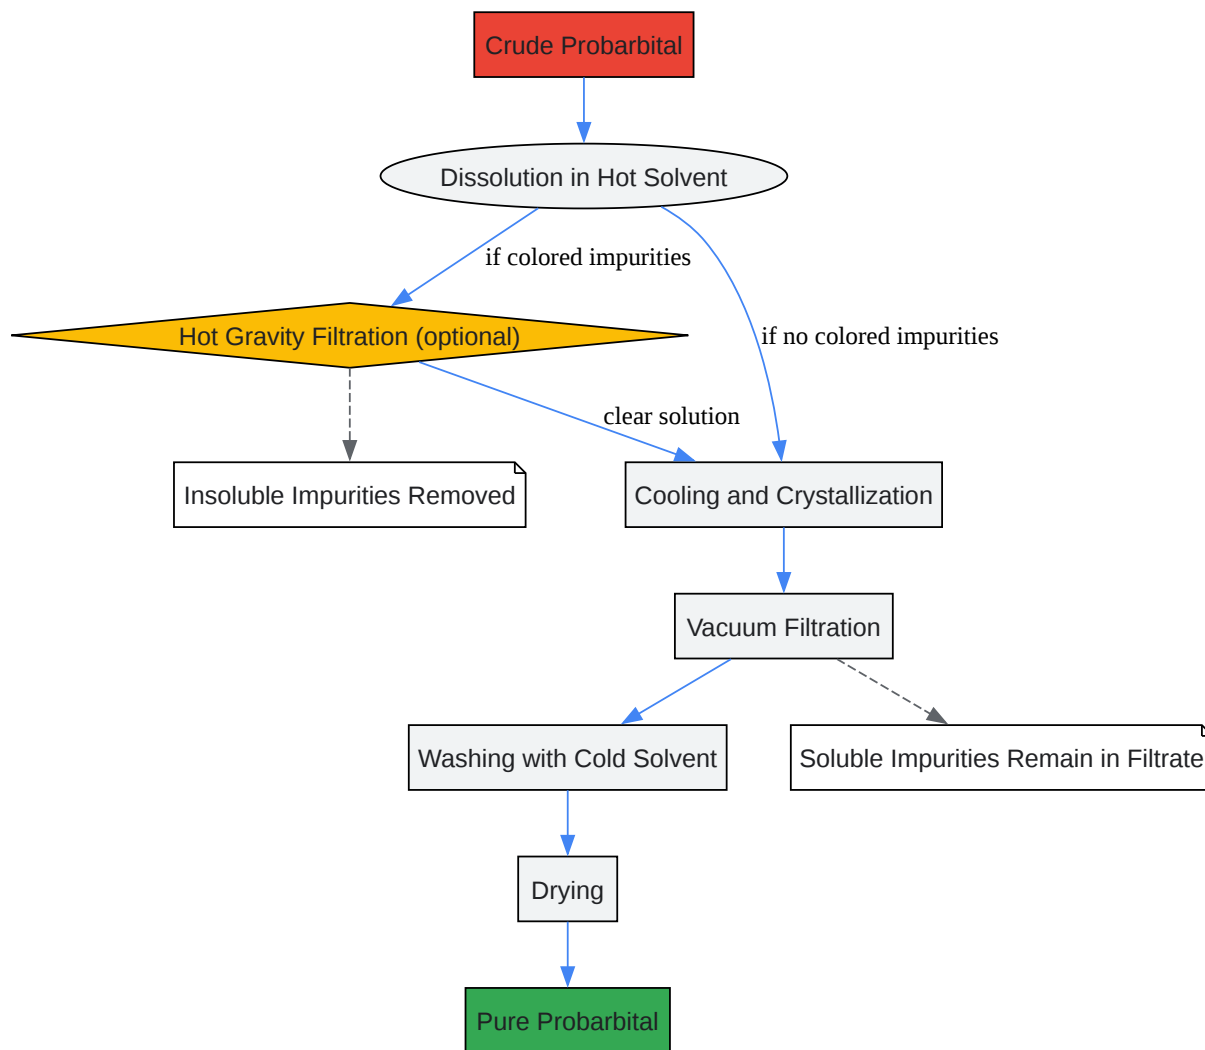 Crude Probarbital
Dissolution in Hot Solvent
if colored impurities
Hot Gravity Filtration (optional)
if no colored impurities
clear solution
Insoluble Impurities Removed
Cooling and Crystallization
Vacuum Filtration
Washing with Cold Solvent
Soluble Impurities Remain in Filtrate
Drying
Pure Probarbital